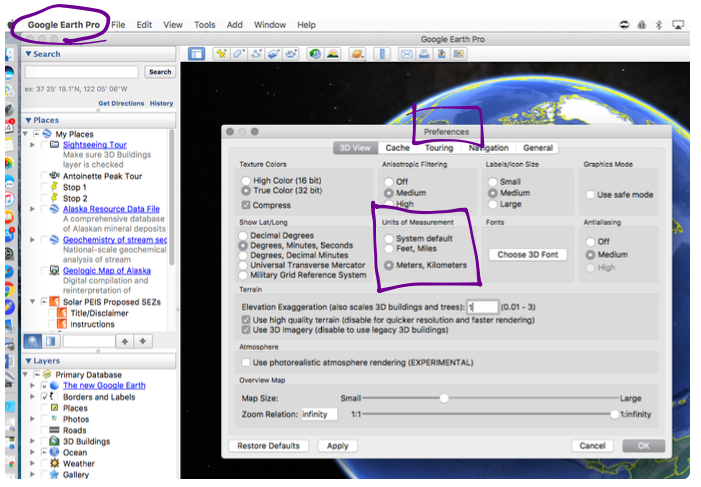 Google Earth Pro File Edit View Tools Add Window Help
Google Earth Pro
Search
Search
ex: 37 25' 19.1"N, 122 05' 06"W
Get Directions History
Places
My Places
Sightseeing Tour
Make sure 3D Buildings
layer is checked
Antoinette Peak Tour
Stop 1
Stop 2
Alaska Resource Data File
A comprehensive database
of Alaskan mineral deposits
Geochemistry of stream sed
National-scale geochemical
analysis of stream
Geologic Map of Alaska
Digital compilation and
reinterpretation of
Solar PEIS Proposed SEZs
Title/Disclaimer
Instructions
Layers
Primary Database
The new Google Earth
Borders and Labels
Places
Photos
Roads
3D Buildings
Ocean
Weather
Gallery
Preferences
3D View Cache Touring Navigation General
Texture Colors
High Color (16 bit)
True Color (32 bit)
Compress
Anisotropic Filtering
Off
Medium
High
Labels/Icon Size
Small
Medium
Large
Graphics Mode
Use safe mode
Show Lat/Long
Decimal Degrees
Degrees, Minutes, Seconds
Degrees, Decimal Minutes
Universal Transverse Mercator
Military Grid Reference System
Units of Measurement
System default
Feet, Miles
Meters, Kilometers
Fonts
Choose 3D Font
Antialiasing
Off
Medium
High
Terrain
Elevation Exaggeration (also scales 3D buildings and trees): 1 (0.01 - 3)
Use high quality terrain (disable for quicker resolution and faster rendering)
Use 3D Imagery (disable to use legacy 3D buildings)
Atmosphere
Use photorealistic atmosphere rendering (EXPERIMENTAL)
Overview Map
Map Size: Small Large
Zoom Relation: infinity 1:1 1:infinity
Restore Defaults Apply Cancel OK